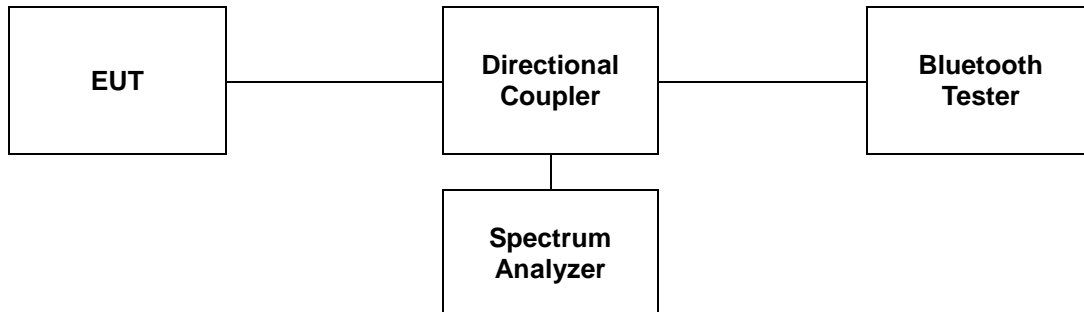 EUT
Directional
Coupler
Bluetooth
Tester
Spectrum
Analyzer